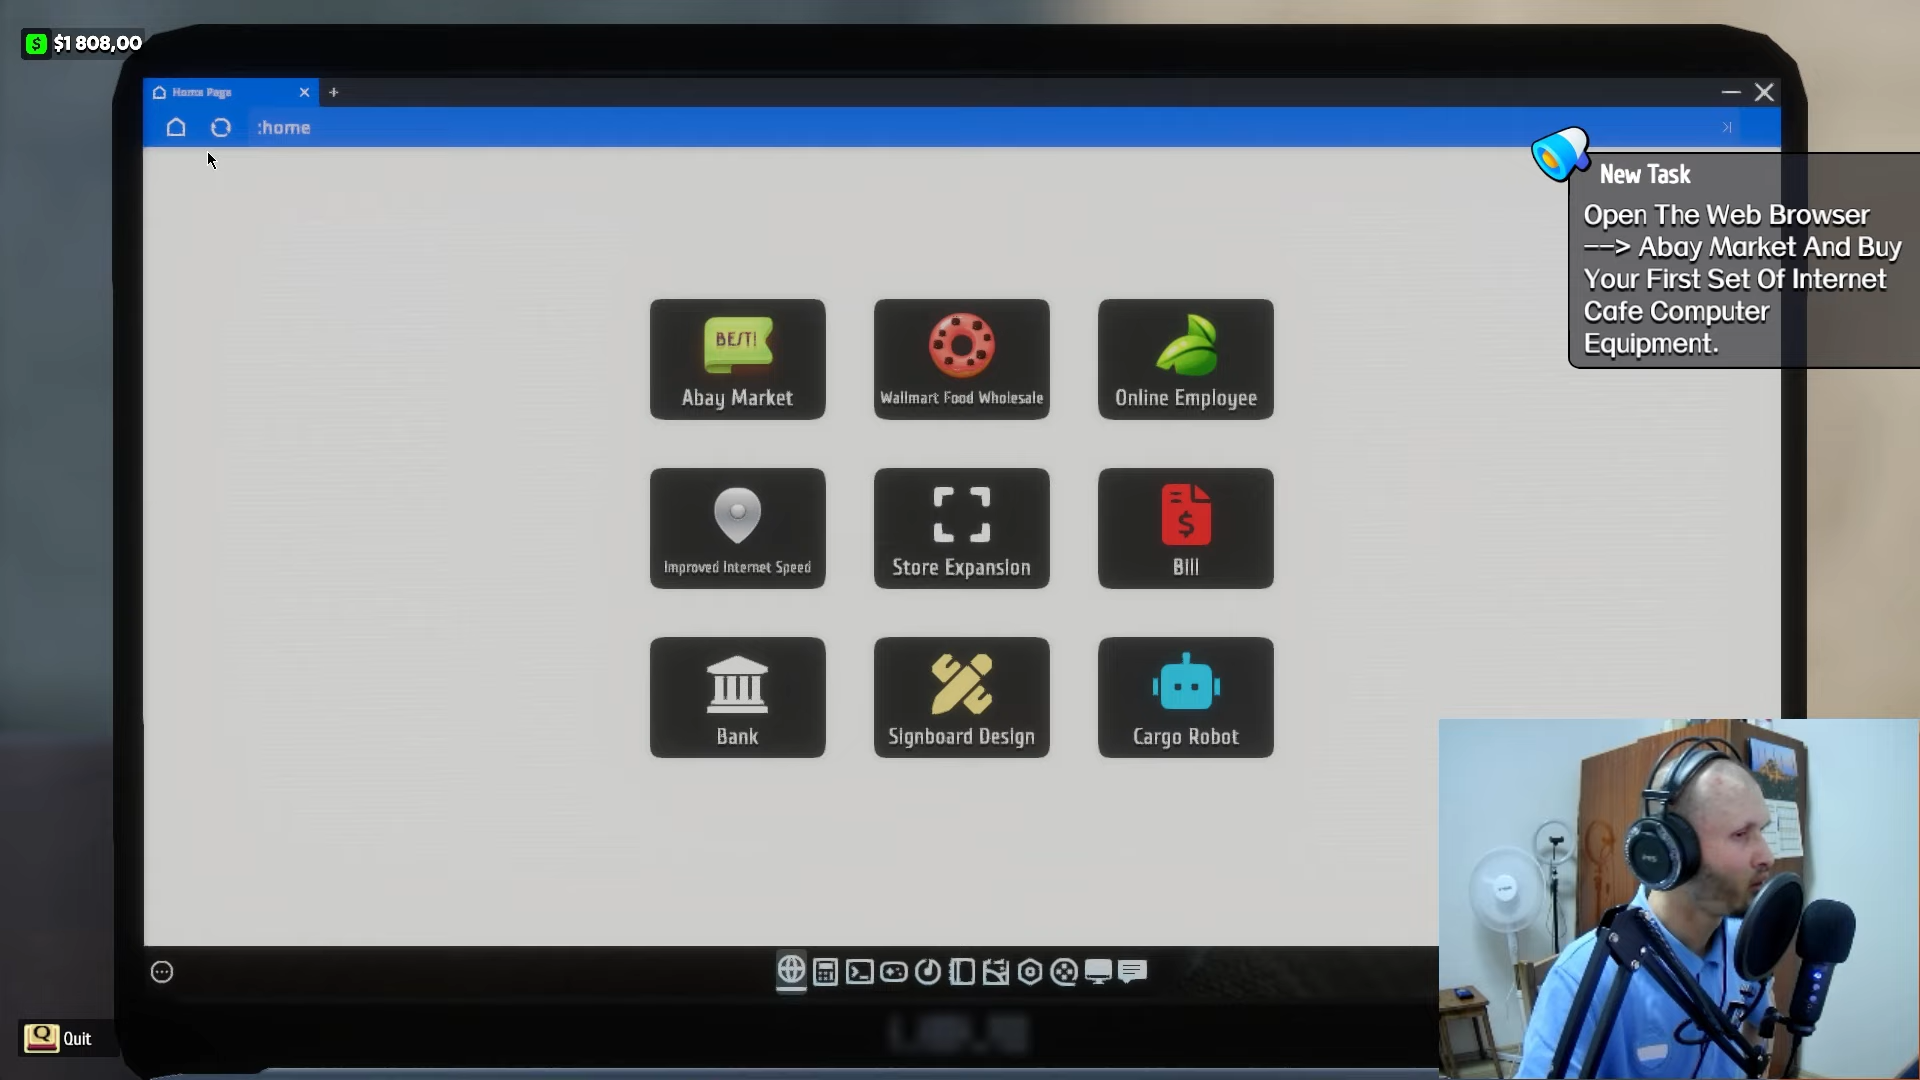 $1 808,00
Home Page
:home
New Task
Open The Web Browser
--> Abay Market And Buy
Your First Set Of Internet
Cafe Computer
Equipment.
BEST!
Abay Market
Wallmart Food Wholesale
Online Employee
Improved Internet Speed
Store Expansion
Bill
Bank
Signboard Design
Cargo Robot
Q Quit